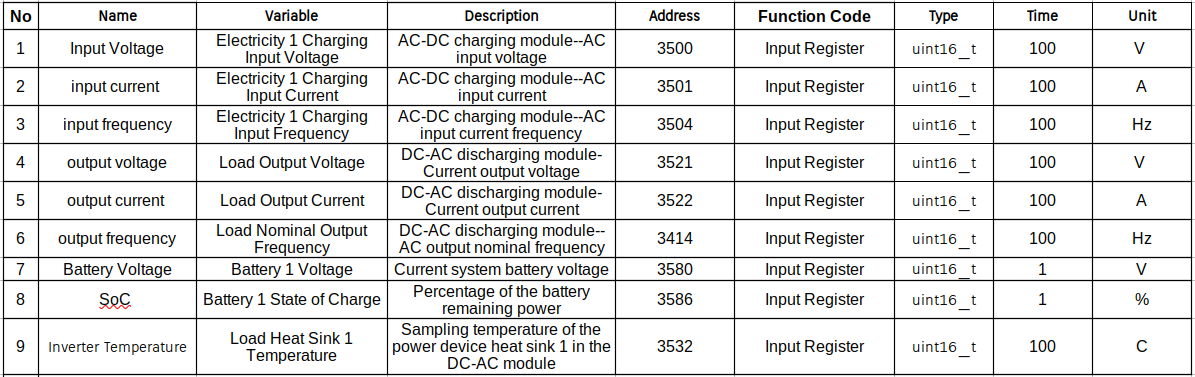 No Name Variable Description Address Function Code Type Time Unit
1 Input Voltage Electricity 1 Charging Input Voltage AC-DC charging module--AC input voltage 3500 Input Register uint16_t 100 V
2 input current Electricity 1 Charging Input Current AC-DC charging module--AC input current 3501 Input Register uint16_t 100 A
3 input frequency Electricity 1 Charging Input Frequency AC-DC charging module--AC input current frequency 3504 Input Register uint16_t 100 Hz
4 output voltage Load Output Voltage DC-AC discharging module-Current output voltage 3521 Input Register uint16_t 100 V
5 output current Load Output Current DC-AC discharging module-Current output current 3522 Input Register uint16_t 100 A
6 output frequency Load Nominal Output Frequency DC-AC discharging module--AC output nominal frequency 3414 Input Register uint16_t 100 Hz
7 Battery Voltage Battery 1 Voltage Current system battery voltage 3580 Input Register uint16_t 1 V
8 SoC Battery 1 State of Charge Percentage of the battery remaining power 3586 Input Register uint16_t 1 %
9 Inverter Temperature Load Heat Sink 1 Temperature Sampling temperature of the power device heat sink 1 in the DC-AC module 3532 Input Register uint16_t 100 C